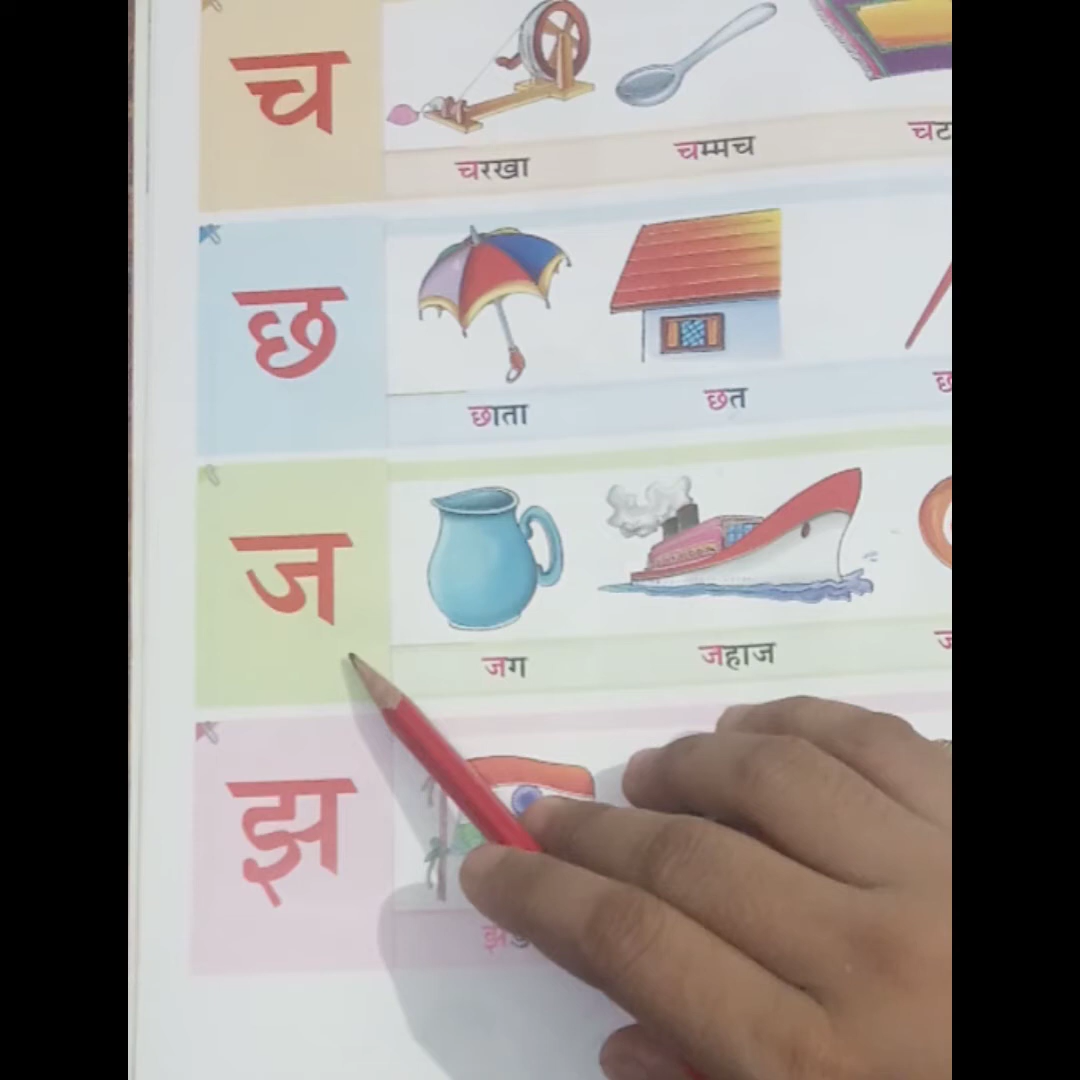 च
चरखा चम्मच
छ
छाता छत
ज
जग जहाज
झ